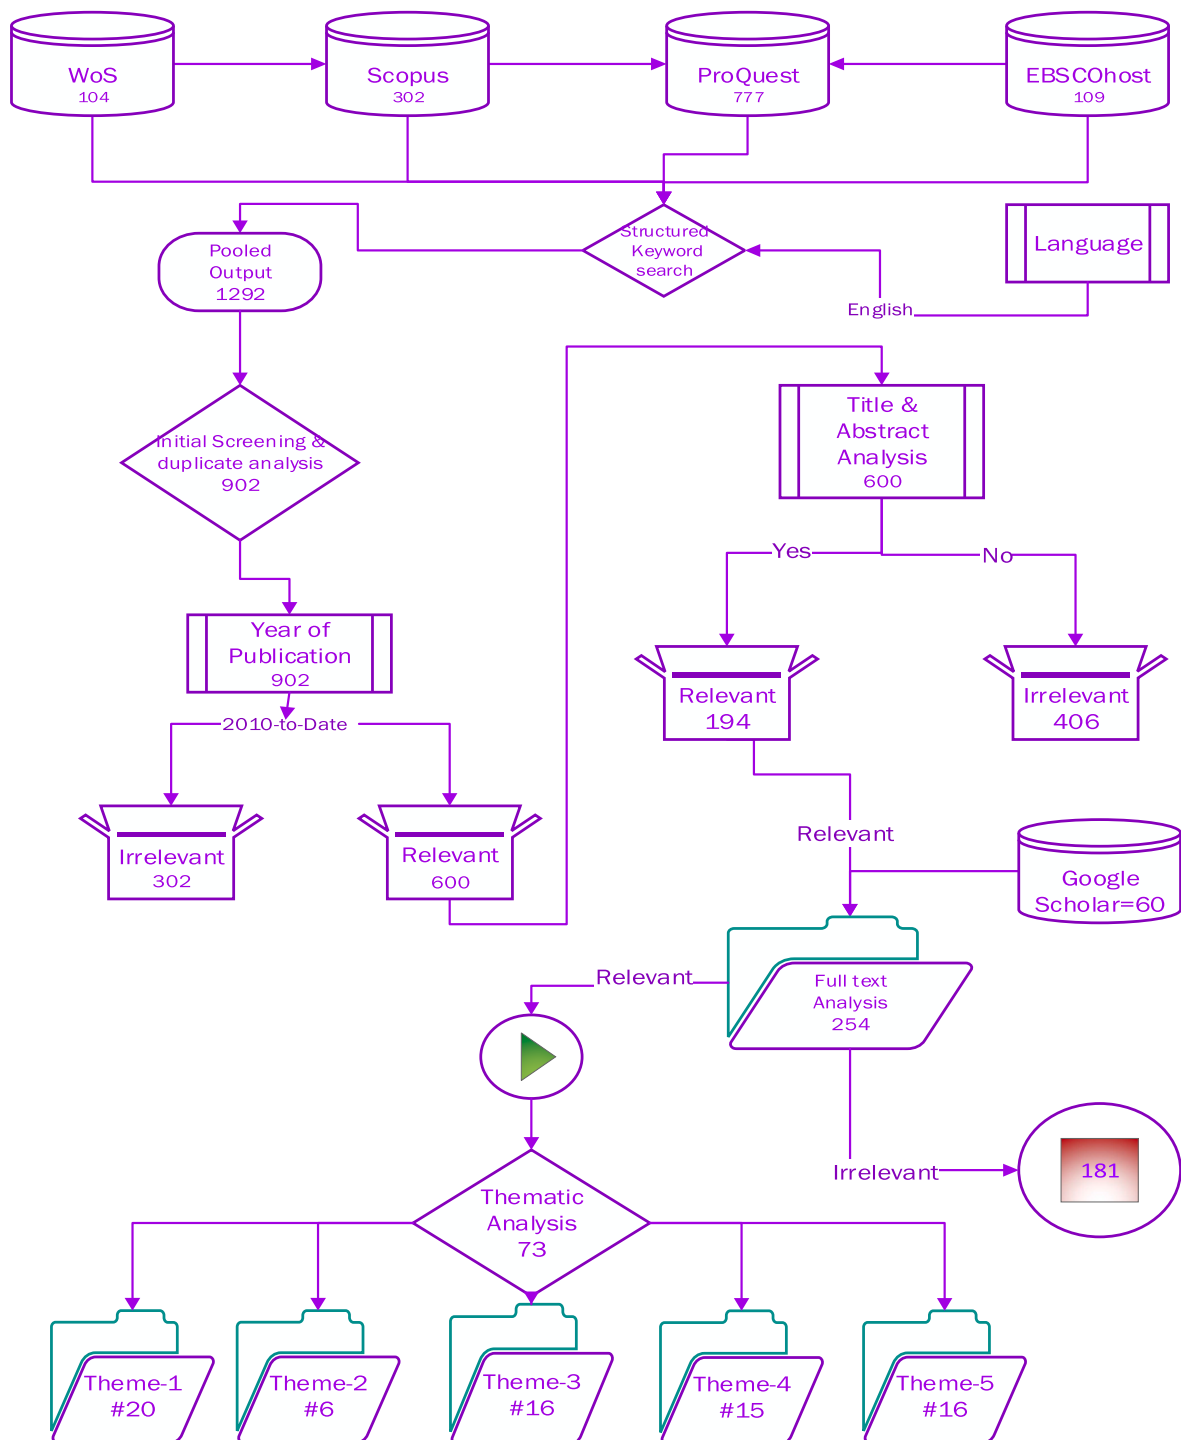 WoS
104
Scopus
302
ProQuest
777
EBSCOhost
109
Structured
Keyword
search
Language
English
Pooled
Output
1292
Initial Screening &
duplicate analysis
902
Title &
Abstract
Analysis
600
Yes
No
Year of
Publication
902
2010-to-Date
Relevant
194
Irrelevant
406
Irrelevant
302
Relevant
600
Relevant
Google
Scholar=60
Relevant
Full text
Analysis
254
Irrelevant
181
Thematic
Analysis
73
Theme-1
#20
Theme-2
#6
Theme-3
#16
Theme-4
#15
Theme-5
#16